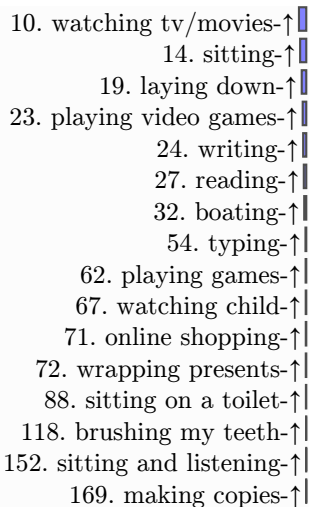 10. watching tv/movies-↑
14. sitting-↑
19. laying down-↑
23. playing video games-↑
24. writing-↑
27. reading-↑
32. boating-↑
54. typing-↑
62. playing games-↑
67. watching child-↑
71. online shopping-↑
72. wrapping presents-↑
88. sitting on a toilet-↑
118. brushing my teeth-↑
152. sitting and listening-↑
169. making copies-↑